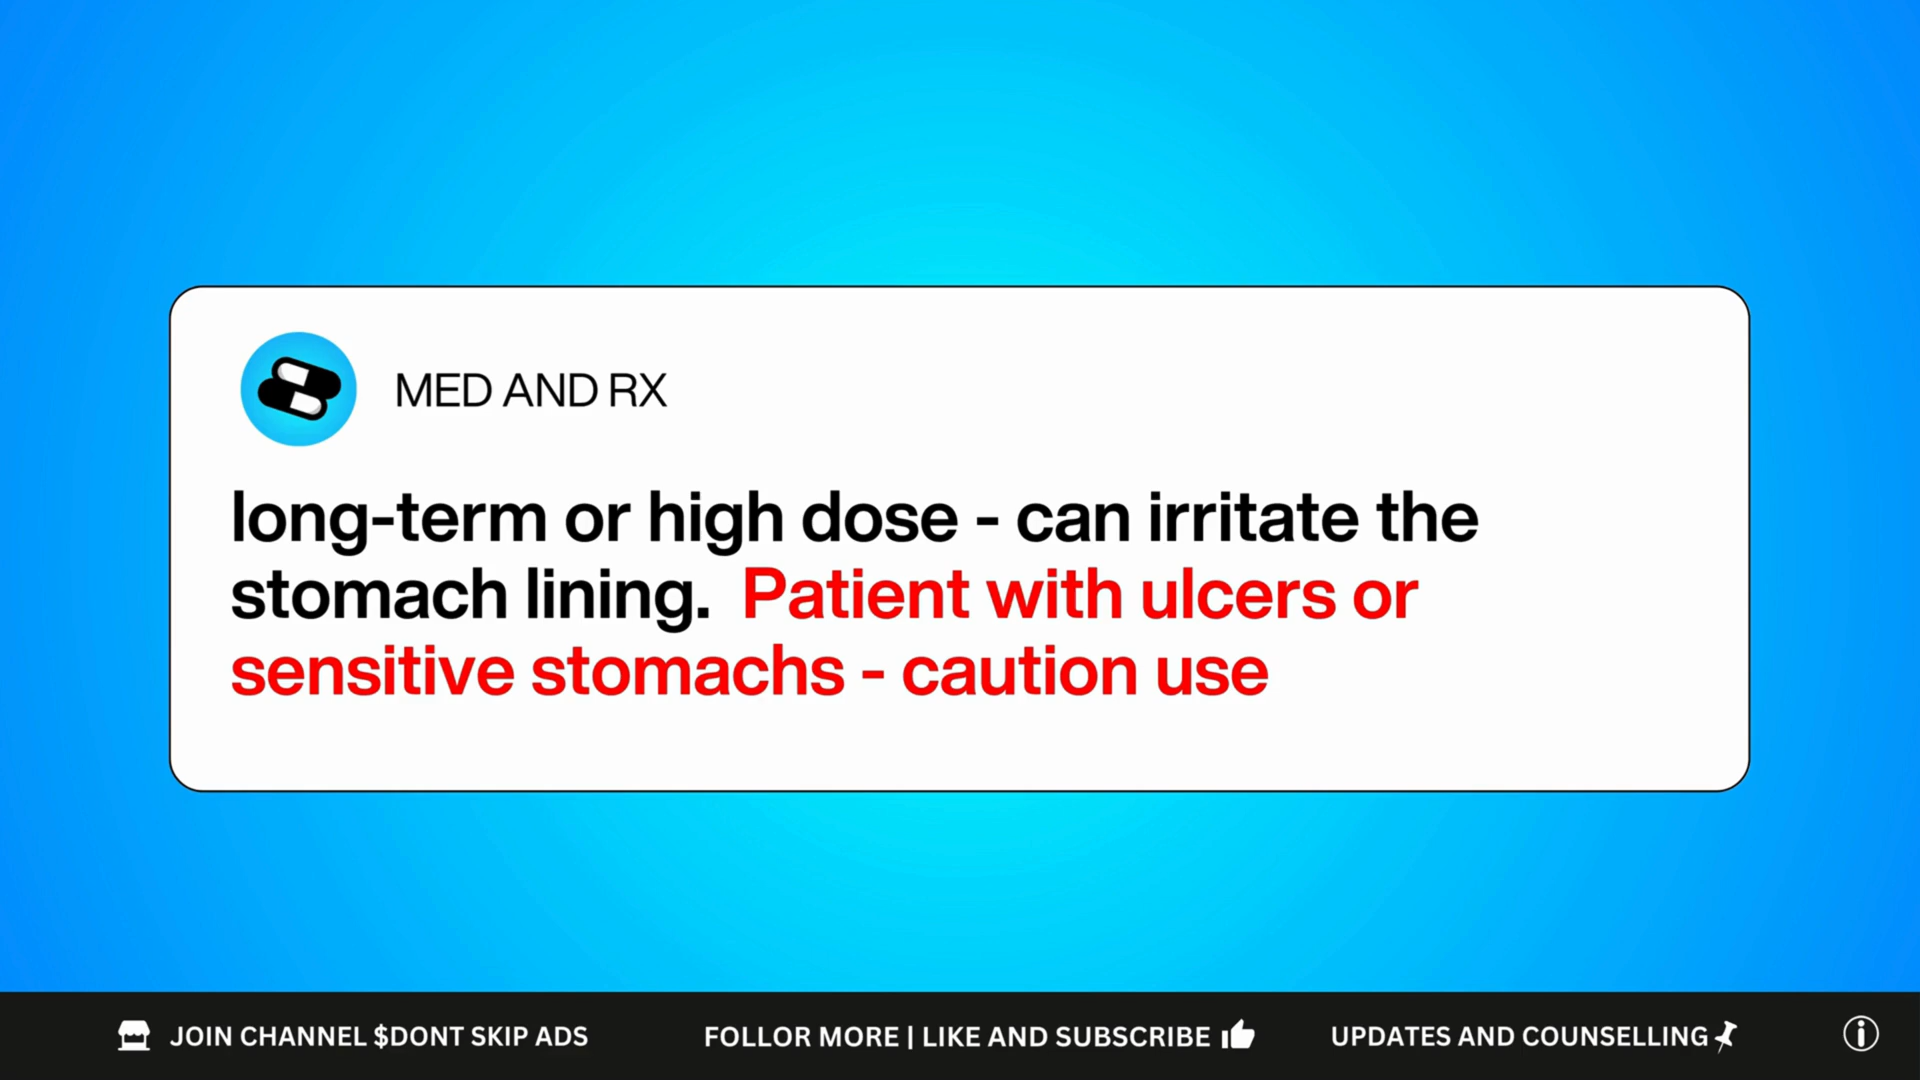 MED AND RX
long-term or high dose - can irritate the
stomach lining. Patient with ulcers or
sensitive stomachs - caution use
JOIN CHANNEL $DONT SKIP ADS
FOLLOR MORE | LIKE AND SUBSCRIBE
UPDATES AND COUNSELLING